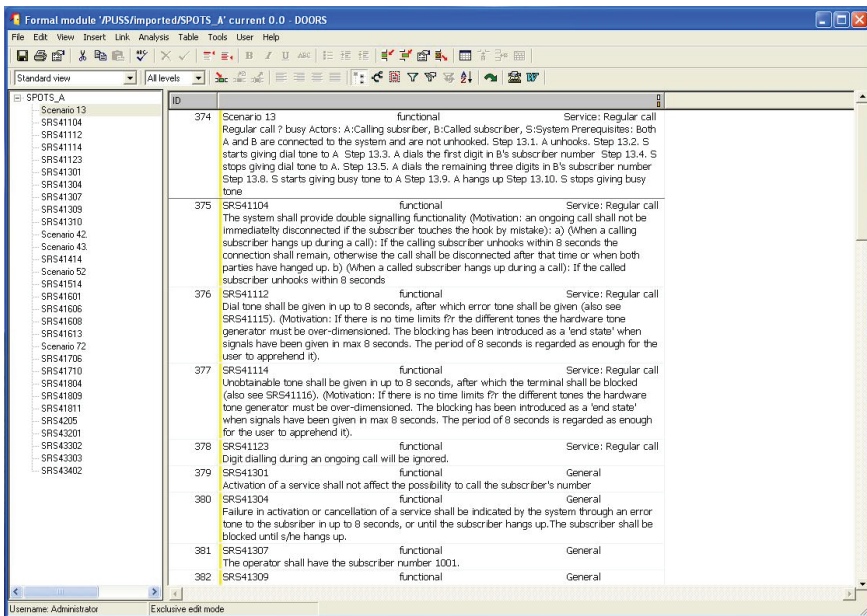 Formal module '/PUSS/imported/SPOTS_A' current 0.0 - DOORS
File Edit View Insert Link Analysis Table Tools User Help
Standard view All levels
SPOTS_A
Scenario 13
SRS41104
SRS41112
SRS41114
SRS41123
SRS41301
SRS41304
SRS41307
SRS41309
SRS41310
Scenario 42.
Scenario 43.
SRS41414
Scenario 52
SRS41514
SRS41601
SRS41606
SRS41608
SRS41613
Scenario 72
SRS41706
SRS41710
SRS41804
SRS41809
SRS41811
SRS4205
SRS43201
SRS43302
SRS43303
SRS43402
ID
374 Scenario 13 functional Service: Regular call
Regular call ? busy Actors: A:Calling subsriber, B:Called subscriber, S:System Prerequisites: Both
A and B are connected to the system and are not unhooked. Step 13.1. A unhooks. Step 13.2. S
starts giving dial tone to A Step 13.3. A dials the first digit in B's subscriber number Step 13.4. S
stops giving dial tone to A. Step 13.5. A dials the remaining three digits in B's subscriber number
Step 13.8. S starts giving busy tone to A Step 13.9. A hangs up Step 13.10. S stops giving busy
tone
375 SRS41104 functional Service: Regular call
The system shall provide double signalling functionality (Motivation: an ongoing call shall not be
immediatelty disconnected if the subscriber touches the hook by mistake): a) (When a calling
subscriber hangs up during a call): If the calling subscriber unhooks within 8 seconds the
connection shall remain, otherwise the call shall be disconnected after that time or when both
parties have hanged up. b) (When a called subscriber hangs up during a call): If the called
subscriber unhooks within 8 seconds
376 SRS41112 functional Service: Regular call
Dial tone shall be given in up to 8 seconds, after which error tone shall be given (also see
SRS41115). (Motivation: If there is no time limits f?r the different tones the hardware tone
generator must be over-dimensioned. The blocking has been introduced as a 'end state' when
signals have been given in max 8 seconds. The period of 8 seconds is regarded as enough for the
user to apprehend it).
377 SRS41114 functional Service: Regular call
Unobtainable tone shall be given in up to 8 seconds, after which the terminal shall be blocked
(also see SRS41116). (Motivation: If there is no time limits f?r the different tones the hardware
tone generator must be over-dimensioned. The blocking has been introduced as a 'end state'
when signals have been given in max 8 seconds. The period of 8 seconds is regarded as enough
for the user to apprehend it).
378 SRS41123 functional Service: Regular call
Digit dialling during an ongoing call will be ignored.
379 SRS41301 functional General
Activation of a service shall not affect the possibility to call the subscriber's number
380 SRS41304 functional General
Failure in activation or cancellation of a service shall be indicated by the system through an error
tone to the subsriber in up to 8 seconds, or until the subscriber hangs up.The subscriber shall be
blocked until s/he hangs up.
381 SRS41307 functional General
The operator shall have the subscriber number 1001.
382 SRS41309 functional General
Username: Administrator Exclusive edit mode